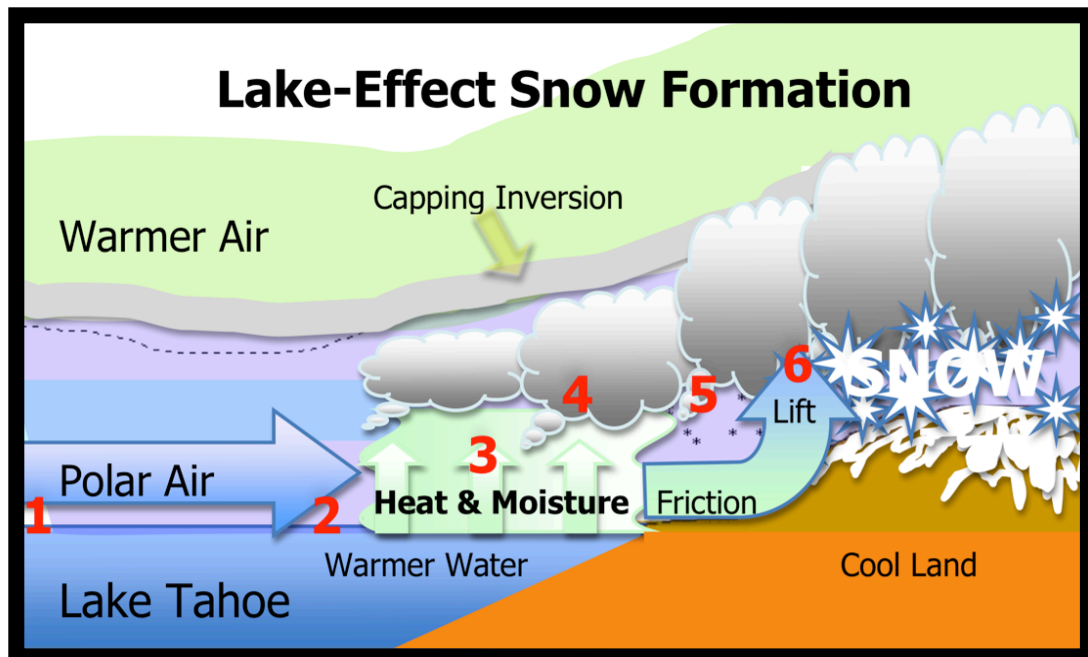 Lake-Effect Snow Formation
Capping Inversion
Warmer Air
4
5
6
SNOW
Lift
3
Polar Air
Heat & Moisture
Friction
1
2
Warmer Water
Cool Land
Lake Tahoe